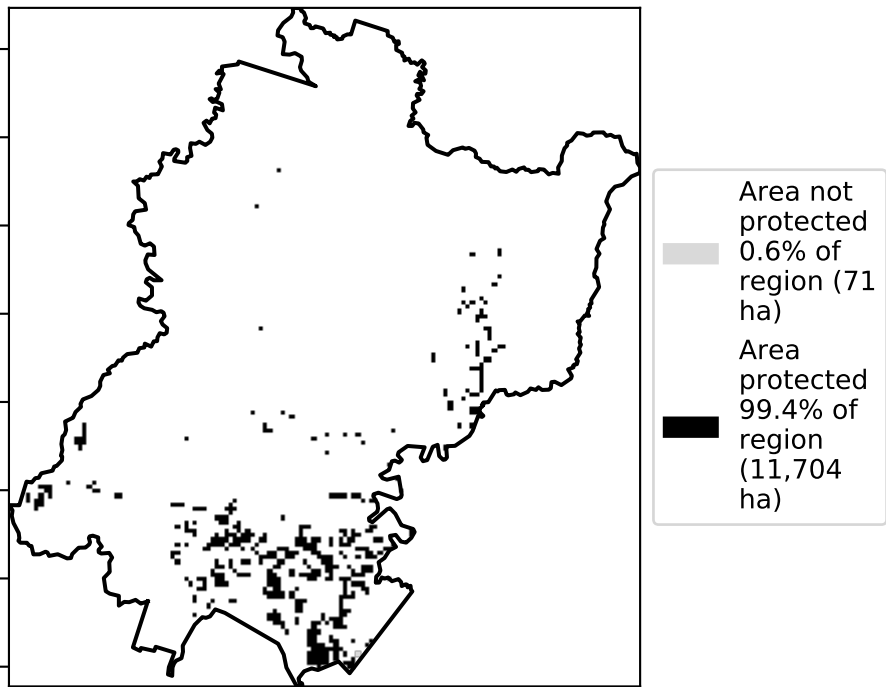 Area not
protected
0.6% of
region (71
ha)
Area
protected
99.4% of
region
(11,704
ha)